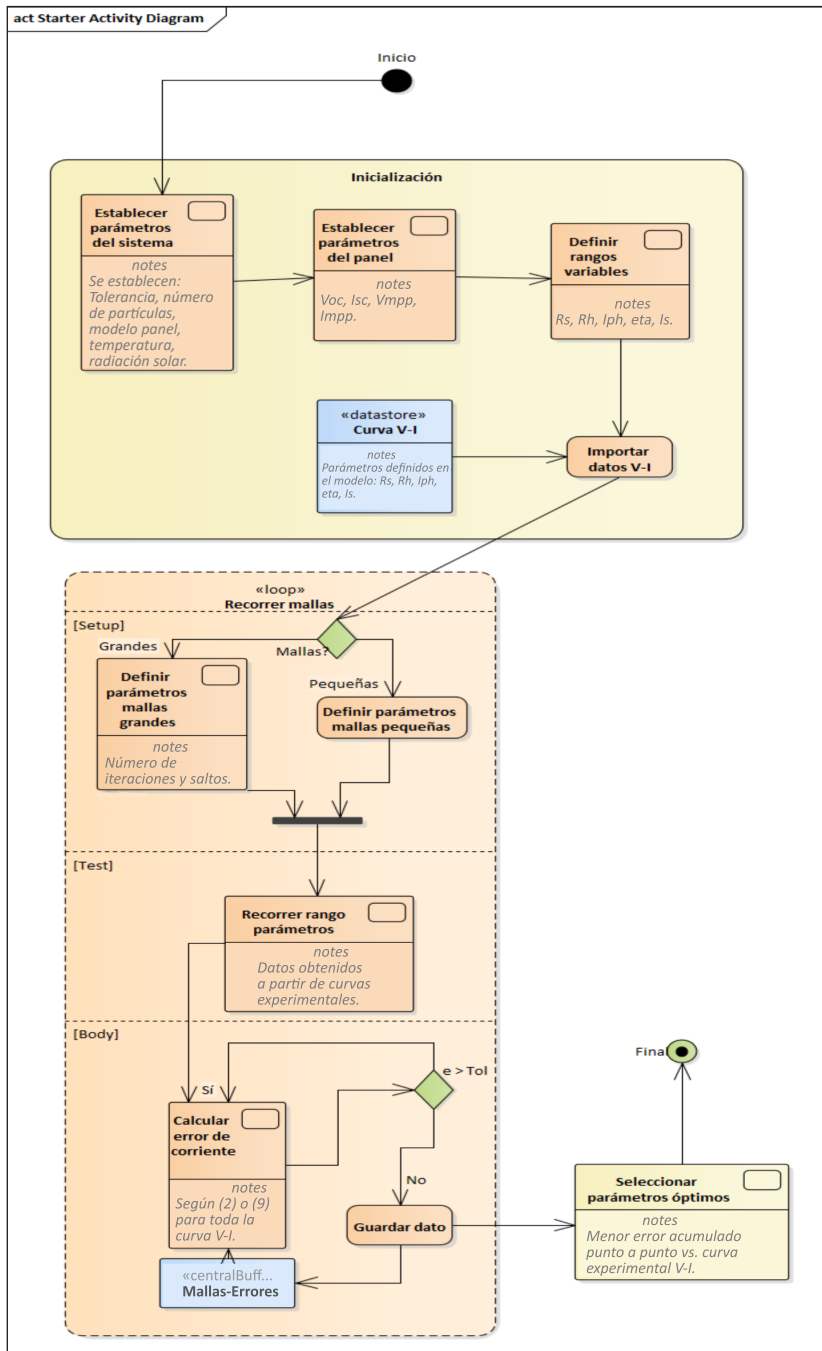 act Starter Activity Diagram
Inicio
Inicialización
Establecer
parámetros
del sistema
notes
Se establecen:
Tolerancia, número
de partículas,
modelo panel,
temperatura,
radiación solar.
Establecer
parámetros
del panel
notes
Voc, Isc, Vmpp,
Impp.
Definir
rangos
variables
notes
Rs, Rh, Iph, eta, Is.
«datastore»
Curva V-I
notes
Parámetros definidos en
el modelo: Rs, Rh, Iph,
eta, Is.
Importar
datos V-I
«loop»
Recorrer mallas
[Setup]
Mallas?
Grandes
Definir
parámetros
mallas
grandes
notes
Número de
iteraciones y saltos.
Pequeñas
Definir parámetros
mallas pequeñas
[Test]
Recorrer rango
parámetros
notes
Datos obtenidos
a partir de curvas
experimentales.
[Body]
e > Tol
Sí
Calcular
error de
corriente
notes
Según (2) o (9)
para toda la
curva V-I.
No
Guardar dato
«centralBuff...
Mallas-Errores
Final
Seleccionar
parámetros óptimos
notes
Menor error acumulado
punto a punto vs. curva
experimental V-I.